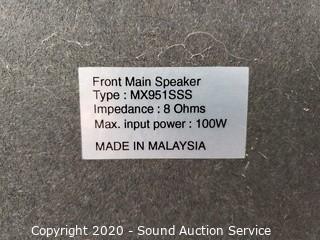 Front Main Speaker
Type : MX951SSS
Impedance : 8 Ohms
Max. input power : 100W
MADE IN MALAYSIA
Copyright 2020 - Sound Auction Service